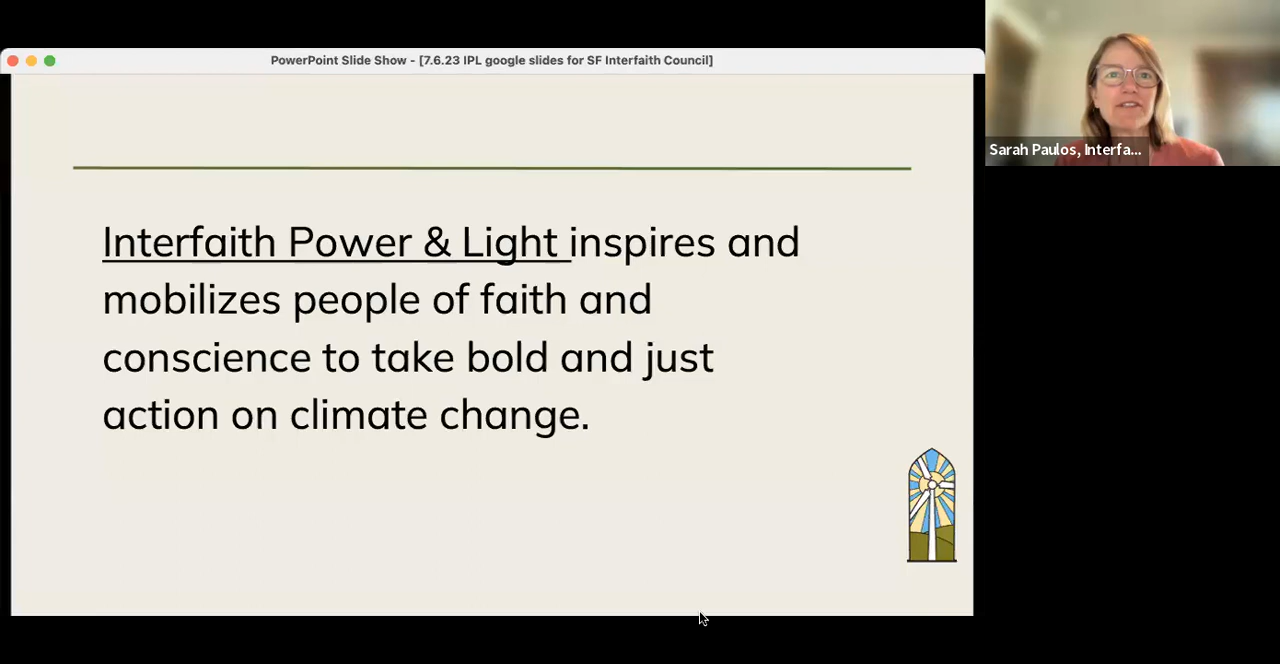 PowerPoint Slide Show - [7.6.23 IPL google slides for SF Interfaith Council]
Sarah Paulos, Interfa...
Interfaith Power & Light inspires and
mobilizes people of faith and
conscience to take bold and just
action on climate change.